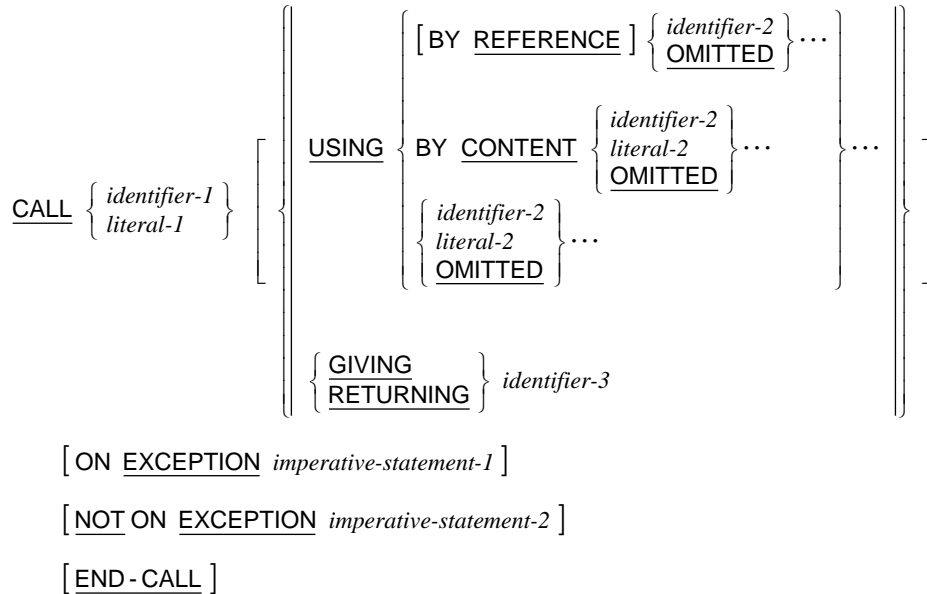 [ BY REFERENCE ] { identifier-2
OMITTED } ...
USING { BY CONTENT { identifier-2
literal-2
OMITTED } ... } ...
CALL { identifier-1
literal-1 }
{ identifier-2
literal-2
OMITTED } ...
{ GIVING
RETURNING } identifier-3
[ ON EXCEPTION imperative-statement-1 ]
[ NOT ON EXCEPTION imperative-statement-2 ]
[ END-CALL ]